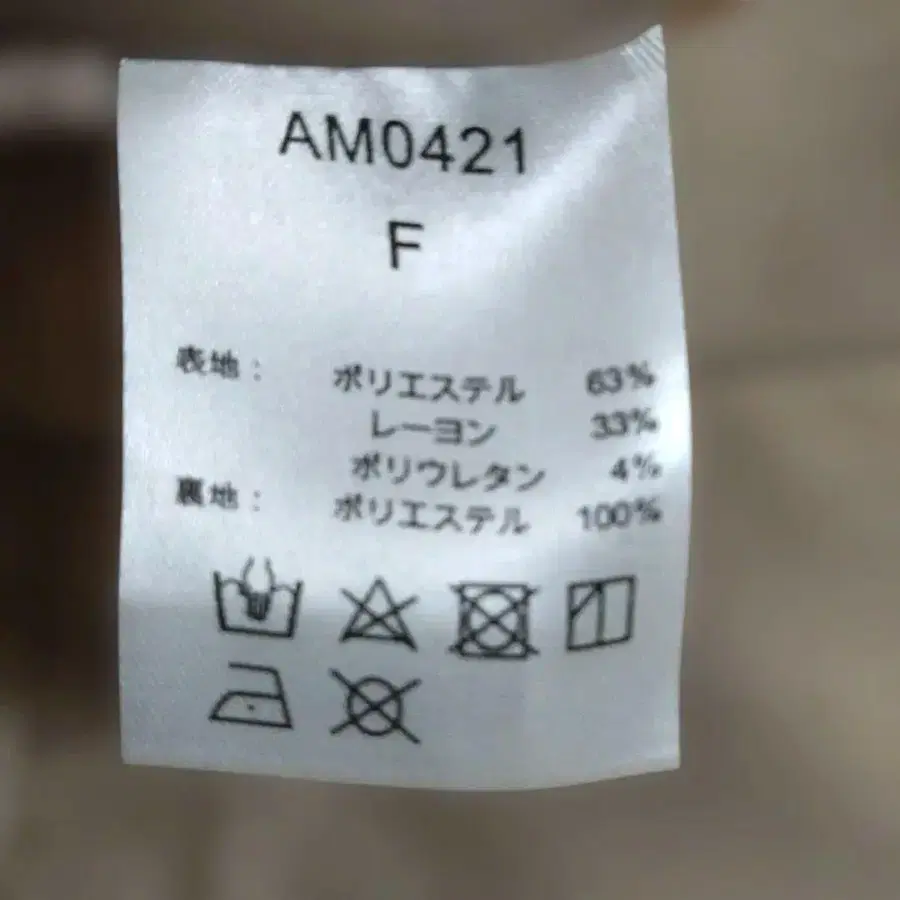 AM0421
F
表地： ポリエステル 63%
レーヨン 33%
ポリウレタン 4%
裏地： ポリエステル 100%